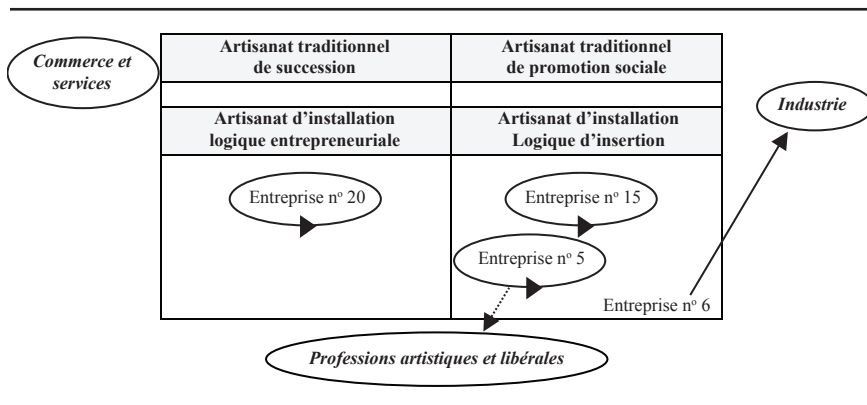 Commerce et
services
Artisanat traditionnel
de succession
Artisanat traditionnel
de promotion sociale
Industrie
Artisanat d’installation
logique entrepreneuriale
Artisanat d’installation
Logique d’insertion
Entreprise nº 20
Entreprise nº 15
Entreprise nº 5
Entreprise nº 6
Professions artistiques et libérales